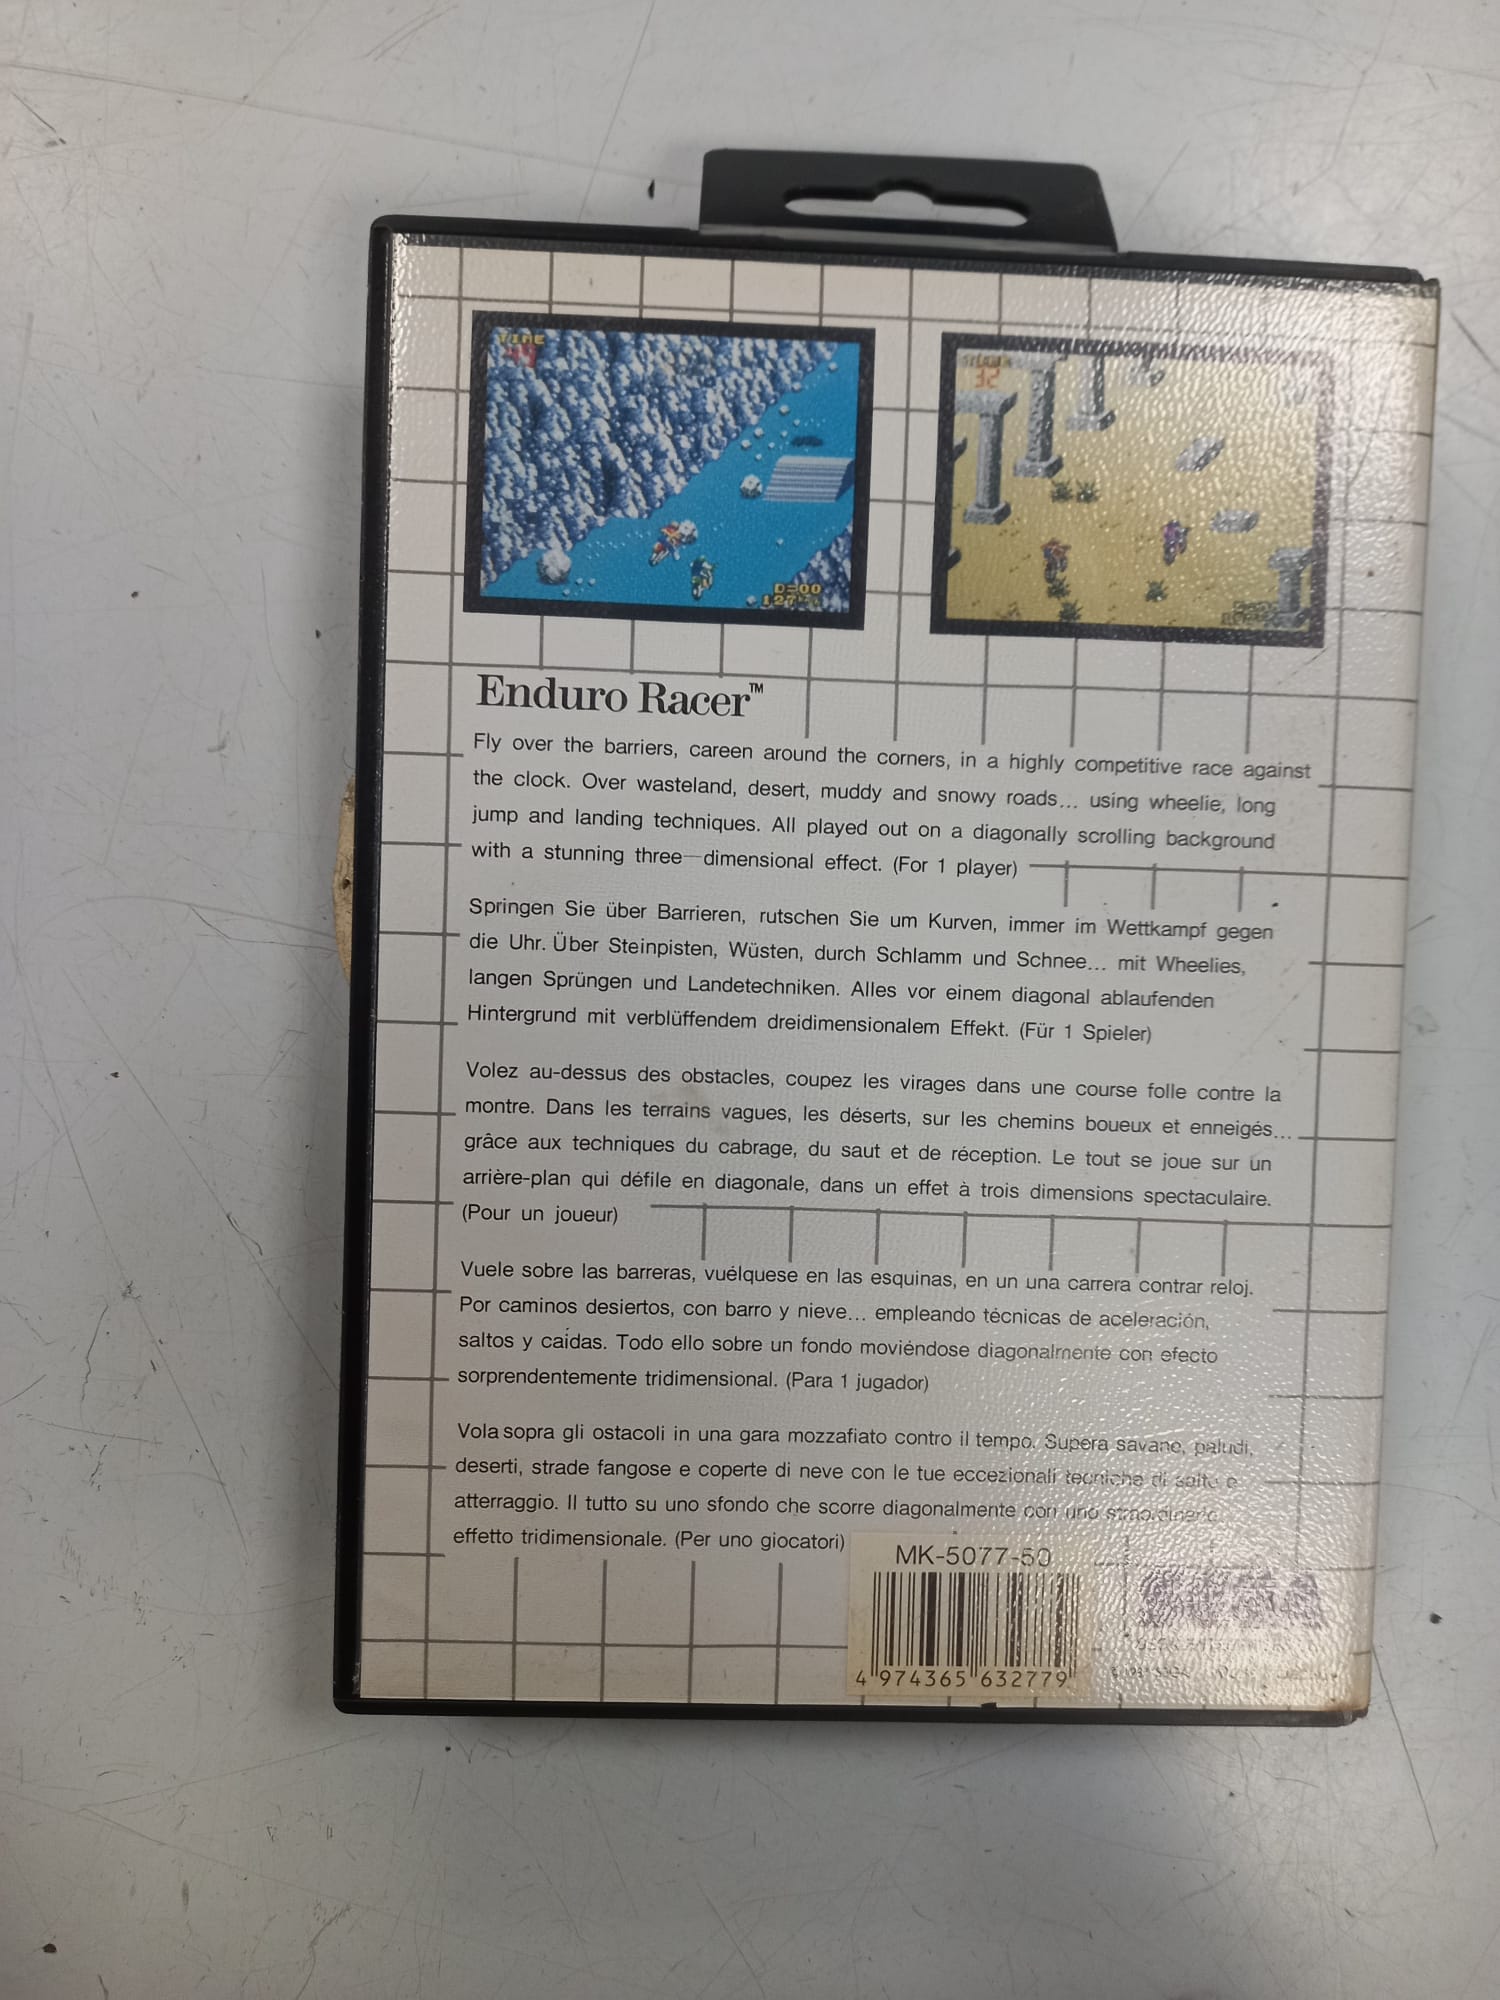 TIME
32
D=00
127
Enduro Racer™
Fly over the barriers, careen around the corners, in a highly competitive race against
the clock. Over wasteland, desert, muddy and snowy roads... using wheelie, long
jump and landing techniques. All played out on a diagonally scrolling background
with a stunning three—dimensional effect. (For 1 player)
Springen Sie über Barrieren, rutschen Sie um Kurven, immer im Wettkampf gegen
die Uhr. Über Steinpisten, Wüsten, durch Schlamm und Schnee... mit Wheelies,
langen Sprüngen und Landetechniken. Alles vor einem diagonal ablaufenden
Hintergrund mit verblüffendem dreidimensionalem Effekt. (Für 1 Spieler)
Volez au-dessus des obstacles, coupez les virages dans une course folle contre la
montre. Dans les terrains vagues, les déserts, sur les chemins boueux et enneigés...
grâce aux techniques du cabrage, du saut et de réception. Le tout se joue sur un
arrière-plan qui défile en diagonale, dans un effet à trois dimensions spectaculaire.
(Pour un joueur)
Vuele sobre las barreras, vuélquese en las esquinas, en un una carrera contrar reloj.
Por caminos desiertos, con barro y nieve... empleando técnicas de aceleración,
saltos y caídas. Todo ello sobre un fondo moviéndose diagonalmente con efecto
sorprendentemente tridimensional. (Para 1 jugador)
Vola sopra gli ostacoli in una gara mozzafiato contro il tempo. Supera savane, paludi,
deserti, strade fangose e coperte di neve con le tue eccezionali tecniche di salto e
atterraggio. Il tutto su uno sfondo che scorre diagonalmente con uno straordinario
effetto tridimensionale. (Per uno giocatori)
MK-5077-50
4 974365 632779